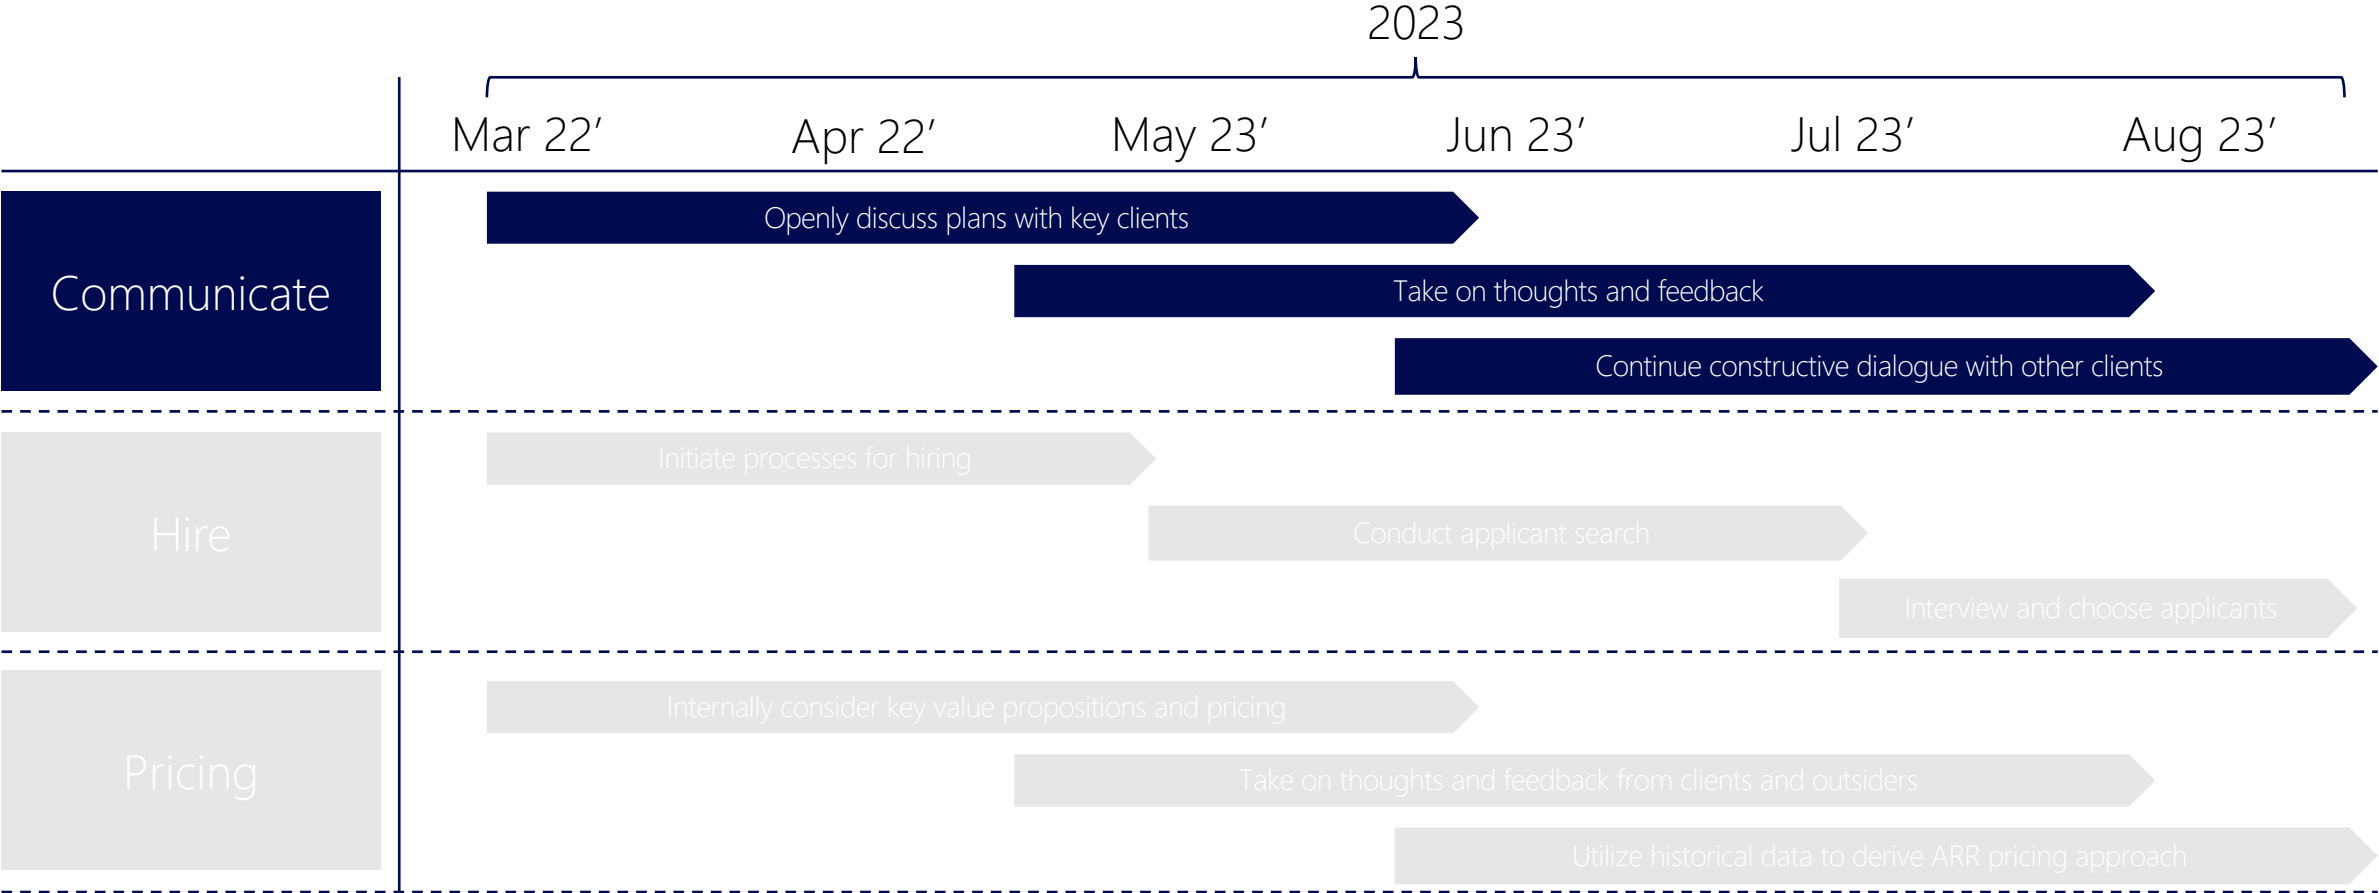 2023
Mar 22’
Apr 22’
May 23’
Jun 23’
Jul 23’
Aug 23’
Communicate
Openly discuss plans with key clients
Take on thoughts and feedback
Continue constructive dialogue with other clients
Hire
Initiate processes for hiring
Conduct applicant search
Interview and choose applicants
Pricing
Internally consider key value propositions and pricing
Take on thoughts and feedback from clients and outsiders
Utilize historical data to derive ARR pricing approach